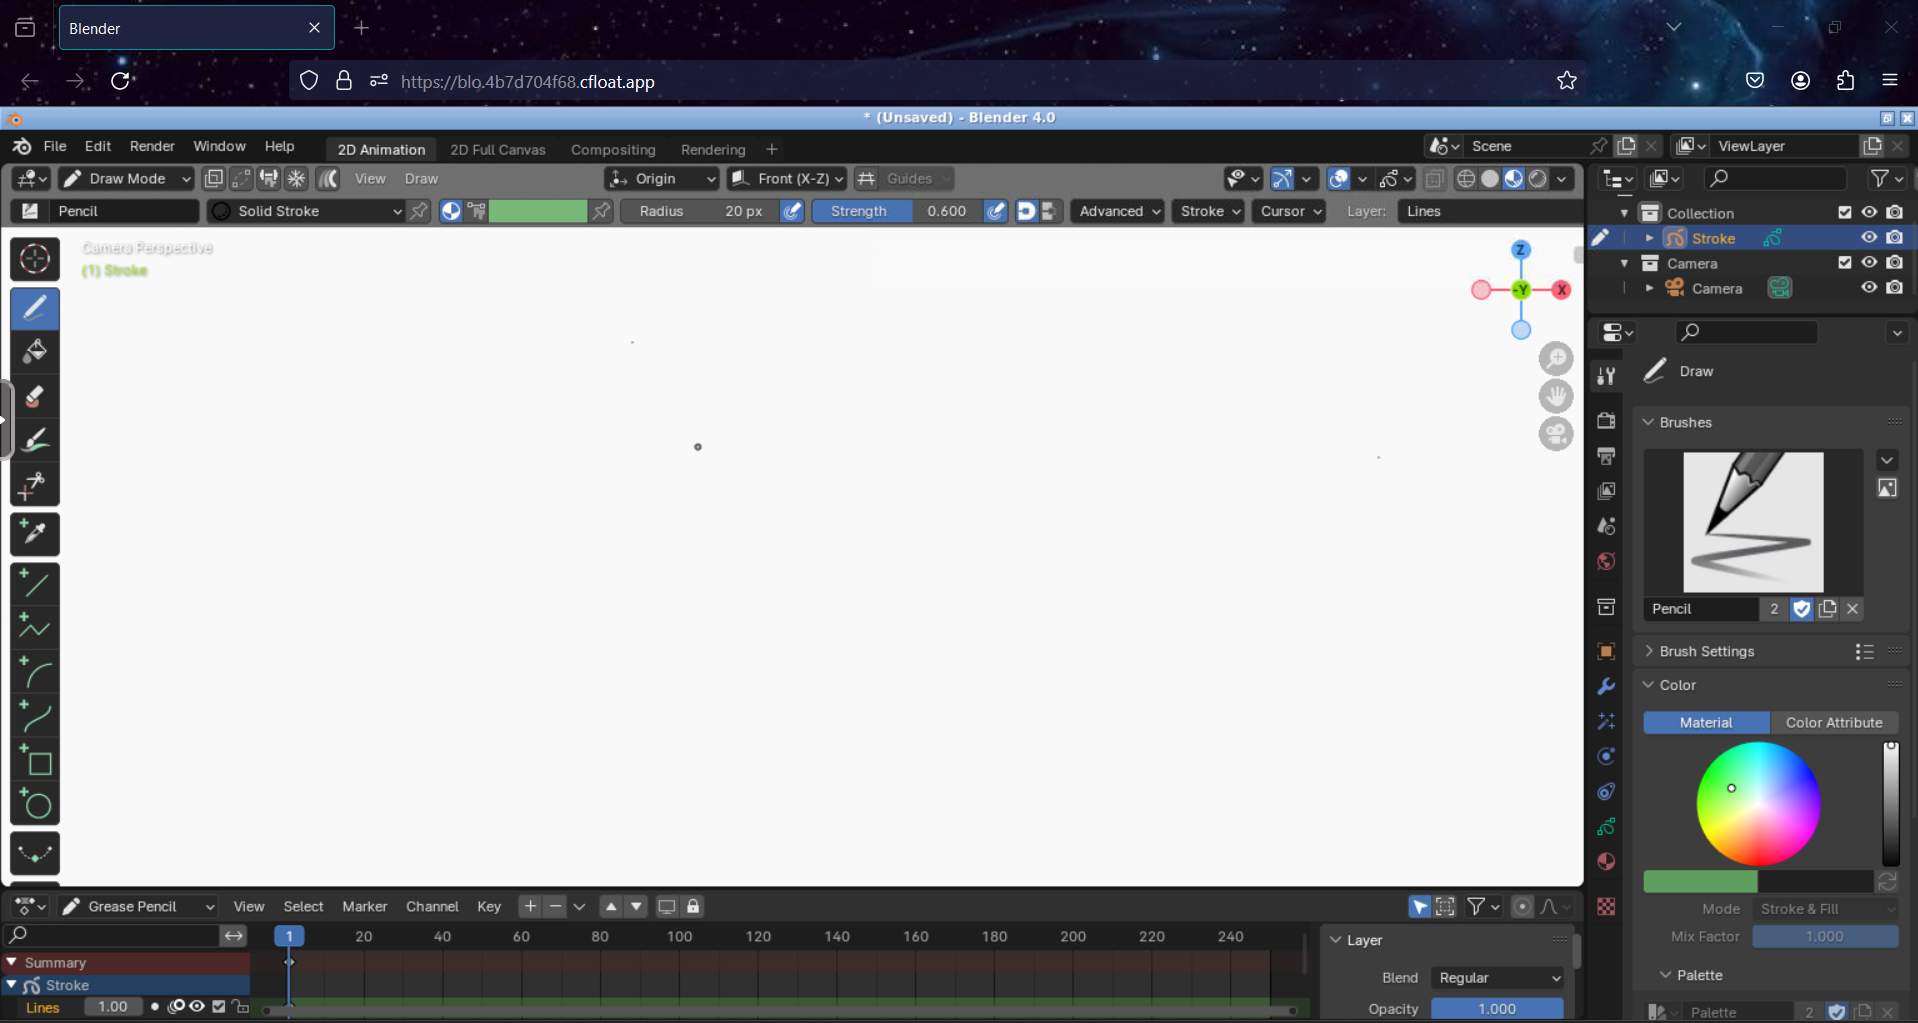 Blender
https://blo.4b7d704f68.cfloat.app
* (Unsaved) - Blender 4.0
File Edit Render Window Help 2D Animation 2D Full Canvas Compositing Rendering + Scene ViewLayer
Draw Mode View Draw Origin Front (X-Z) Guides
Pencil Solid Stroke Radius 20 px Strength 0.600 Advanced Stroke Cursor Layer: Lines
Collection
Stroke
Camera
Camera
Camera Perspective
(1) Stroke
Z
-Y X
Draw
Brushes
Pencil 2
Brush Settings
Color
Material Color Attribute
Mode Stroke & Fill
Mix Factor 1.000
Palette
Palette 2
Grease Pencil View Select Marker Channel Key
1 20 40 60 80 100 120 140 160 180 200 220 240
Summary
Stroke
Lines 1.00
Layer
Blend Regular
Opacity 1.000